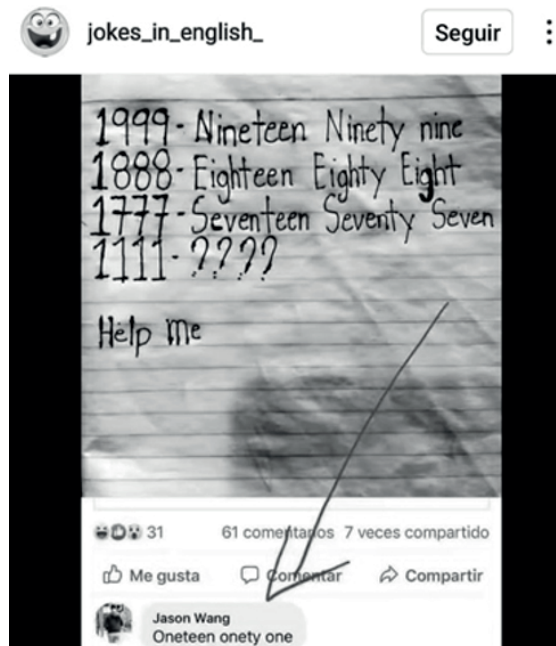 jokes_in_english_
Seguir
1999 - Nineteen Ninety nine
1888 - Eighteen Eighty Eight
1777 - Seventeen Seventy Seven
1111 - ????
Help me
31 61 comentarios 7 veces compartido
Me gusta Comentar Compartir
Jason Wang
Oneteen onety one